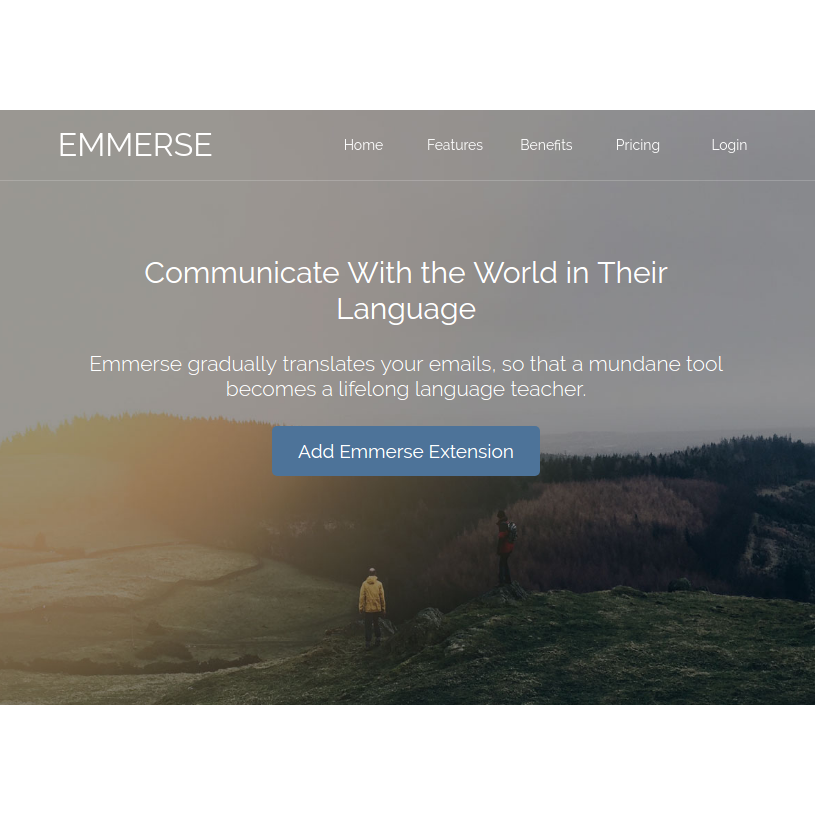 EMMERSE
Home Features Benefits Pricing Login
Communicate With the World in Their
Language
Emmerse gradually translates your emails, so that a mundane tool
becomes a lifelong language teacher.
Add Emmerse Extension